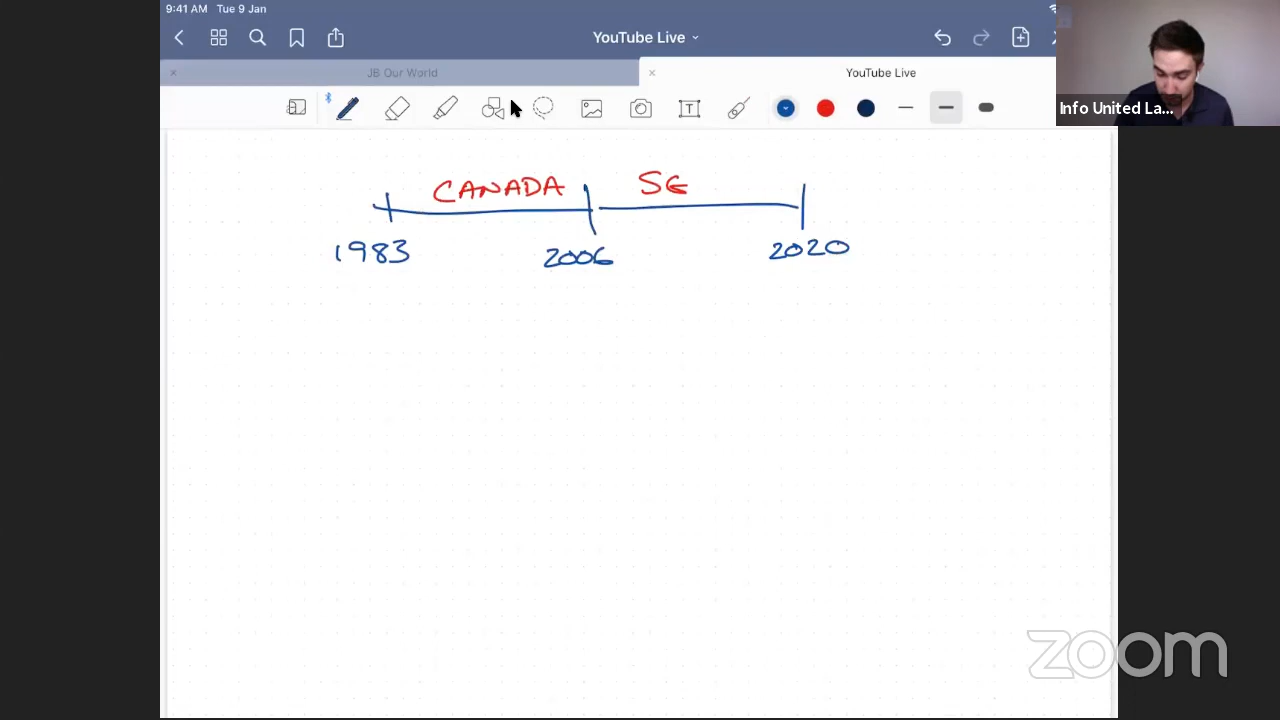 9:41 AM Tue 9 Jan
YouTube Live
JB Our World
YouTube Live
Info United La...
CANADA SG
1983 2006 2020
zoom